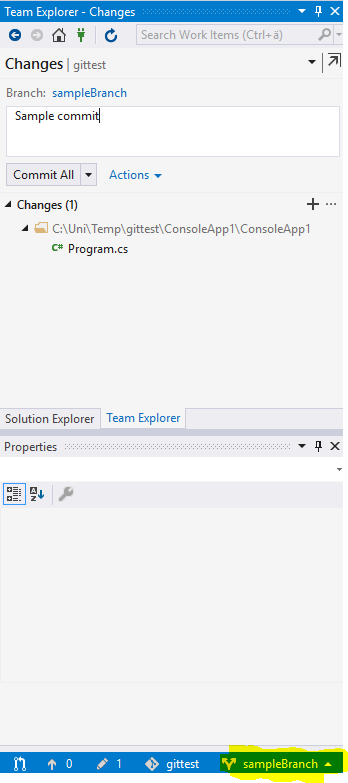 Team Explorer - Changes
Search Work Items (Ctrl+ä)
Changes | gittest
Branch: sampleBranch
Sample commit
Commit All Actions
Changes (1)
C:\Uni\Temp\gittest\ConsoleApp1\ConsoleApp1
C# Program.cs
Solution Explorer Team Explorer
Properties
0 1 gittest sampleBranch